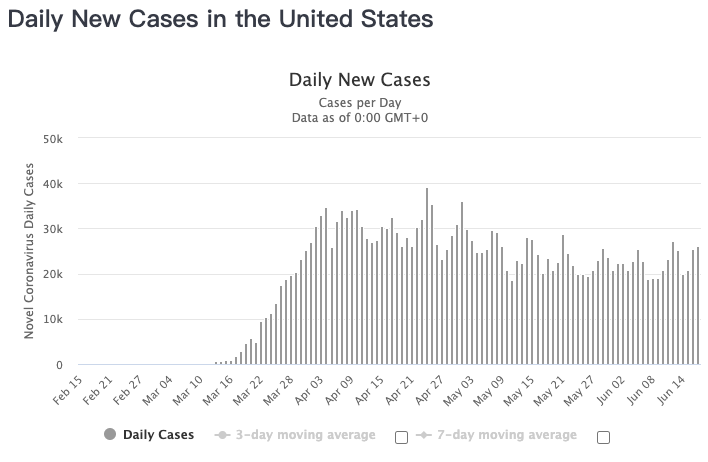 Daily New Cases in the United States
Daily New Cases
Cases per Day
Data as of 0:00 GMT+0
Novel Coronavirus Daily Cases
50k
40k
30k
20k
10k
0
Feb 15 Feb 21 Feb 27 Mar 04 Mar 10 Mar 16 Mar 22 Mar 28 Apr 03 Apr 09 Apr 15 Apr 21 Apr 27 May 03 May 09 May 15 May 21 May 27 Jun 02 Jun 08 Jun 14
Daily Cases 3-day moving average 7-day moving average